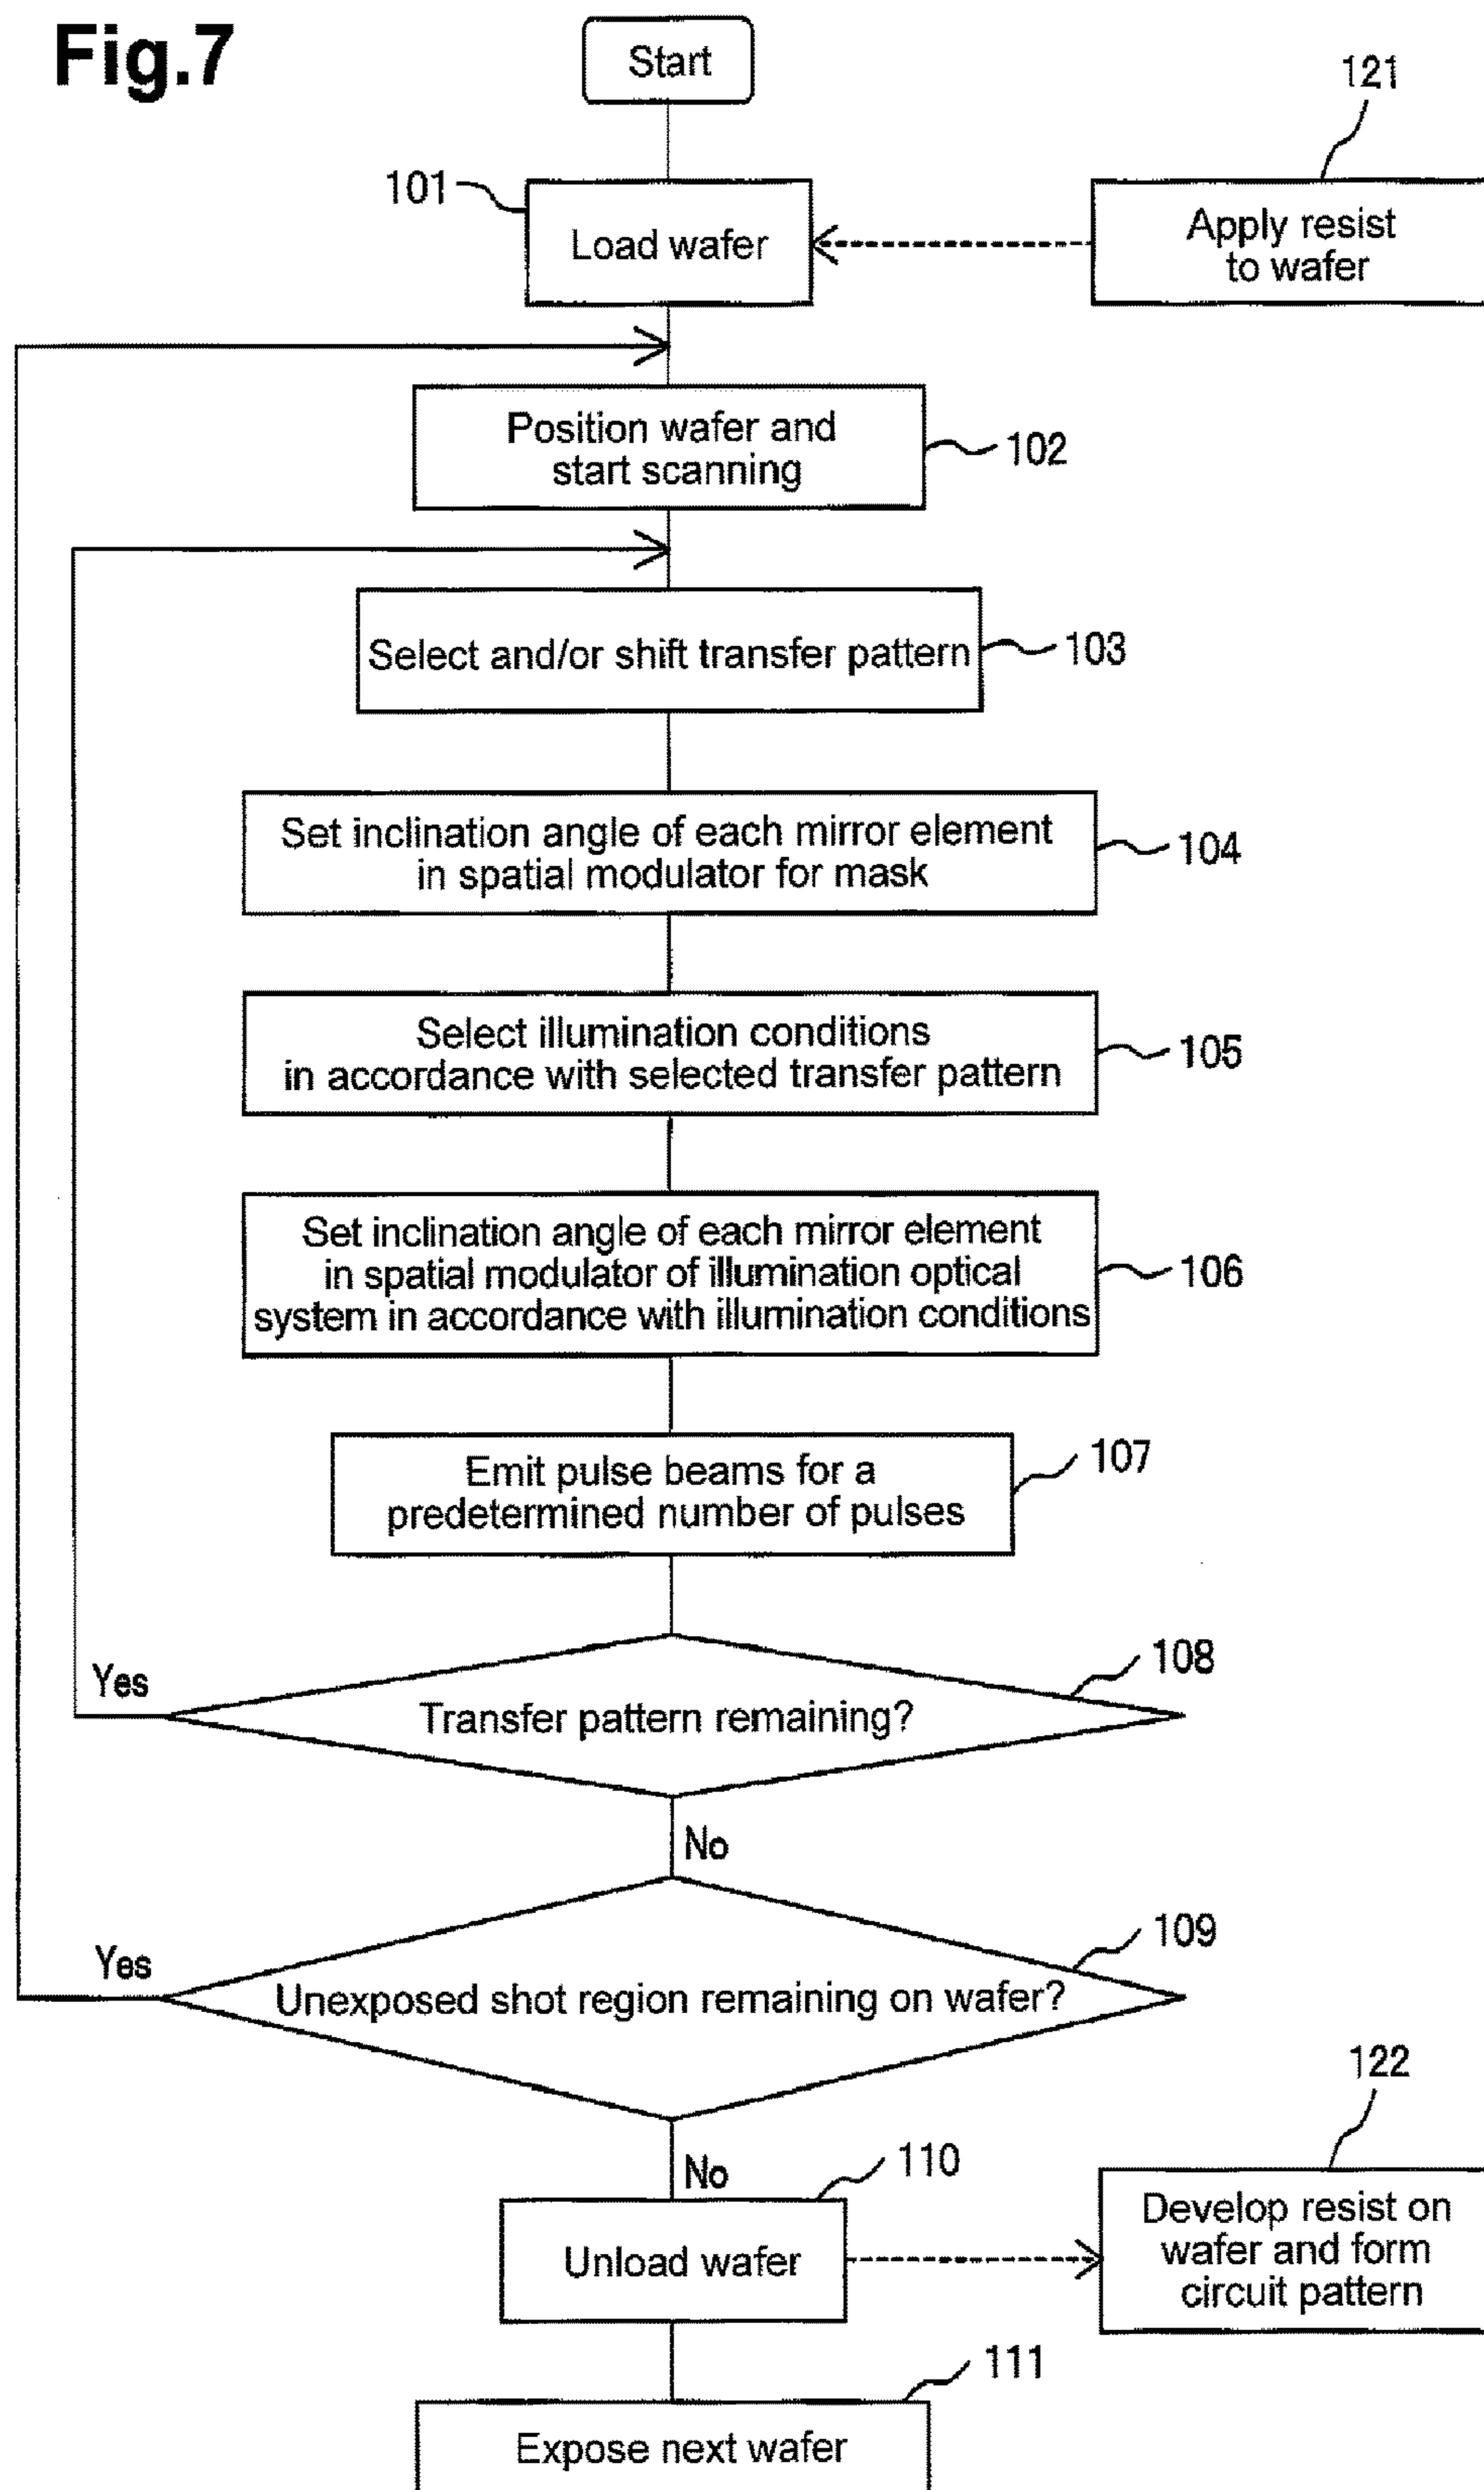 Fig.7
Start
121
101
Load wafer
Apply resist
to wafer
Position wafer and
start scanning
102
Select and/or shift transfer pattern
103
Set inclination angle of each mirror element
in spatial modulator for mask
104
Select illumination conditions
in accordance with selected transfer pattern
105
Set inclination angle of each mirror element
in spatial modulator of illumination optical
system in accordance with illumination conditions
106
Emit pulse beams for a
predetermined number of pulses
107
108
Yes
Transfer pattern remaining?
No
109
Yes
Unexposed shot region remaining on wafer?
122
No
110
Unload wafer
Develop resist on
wafer and form
circuit pattern
111
Expose next wafer